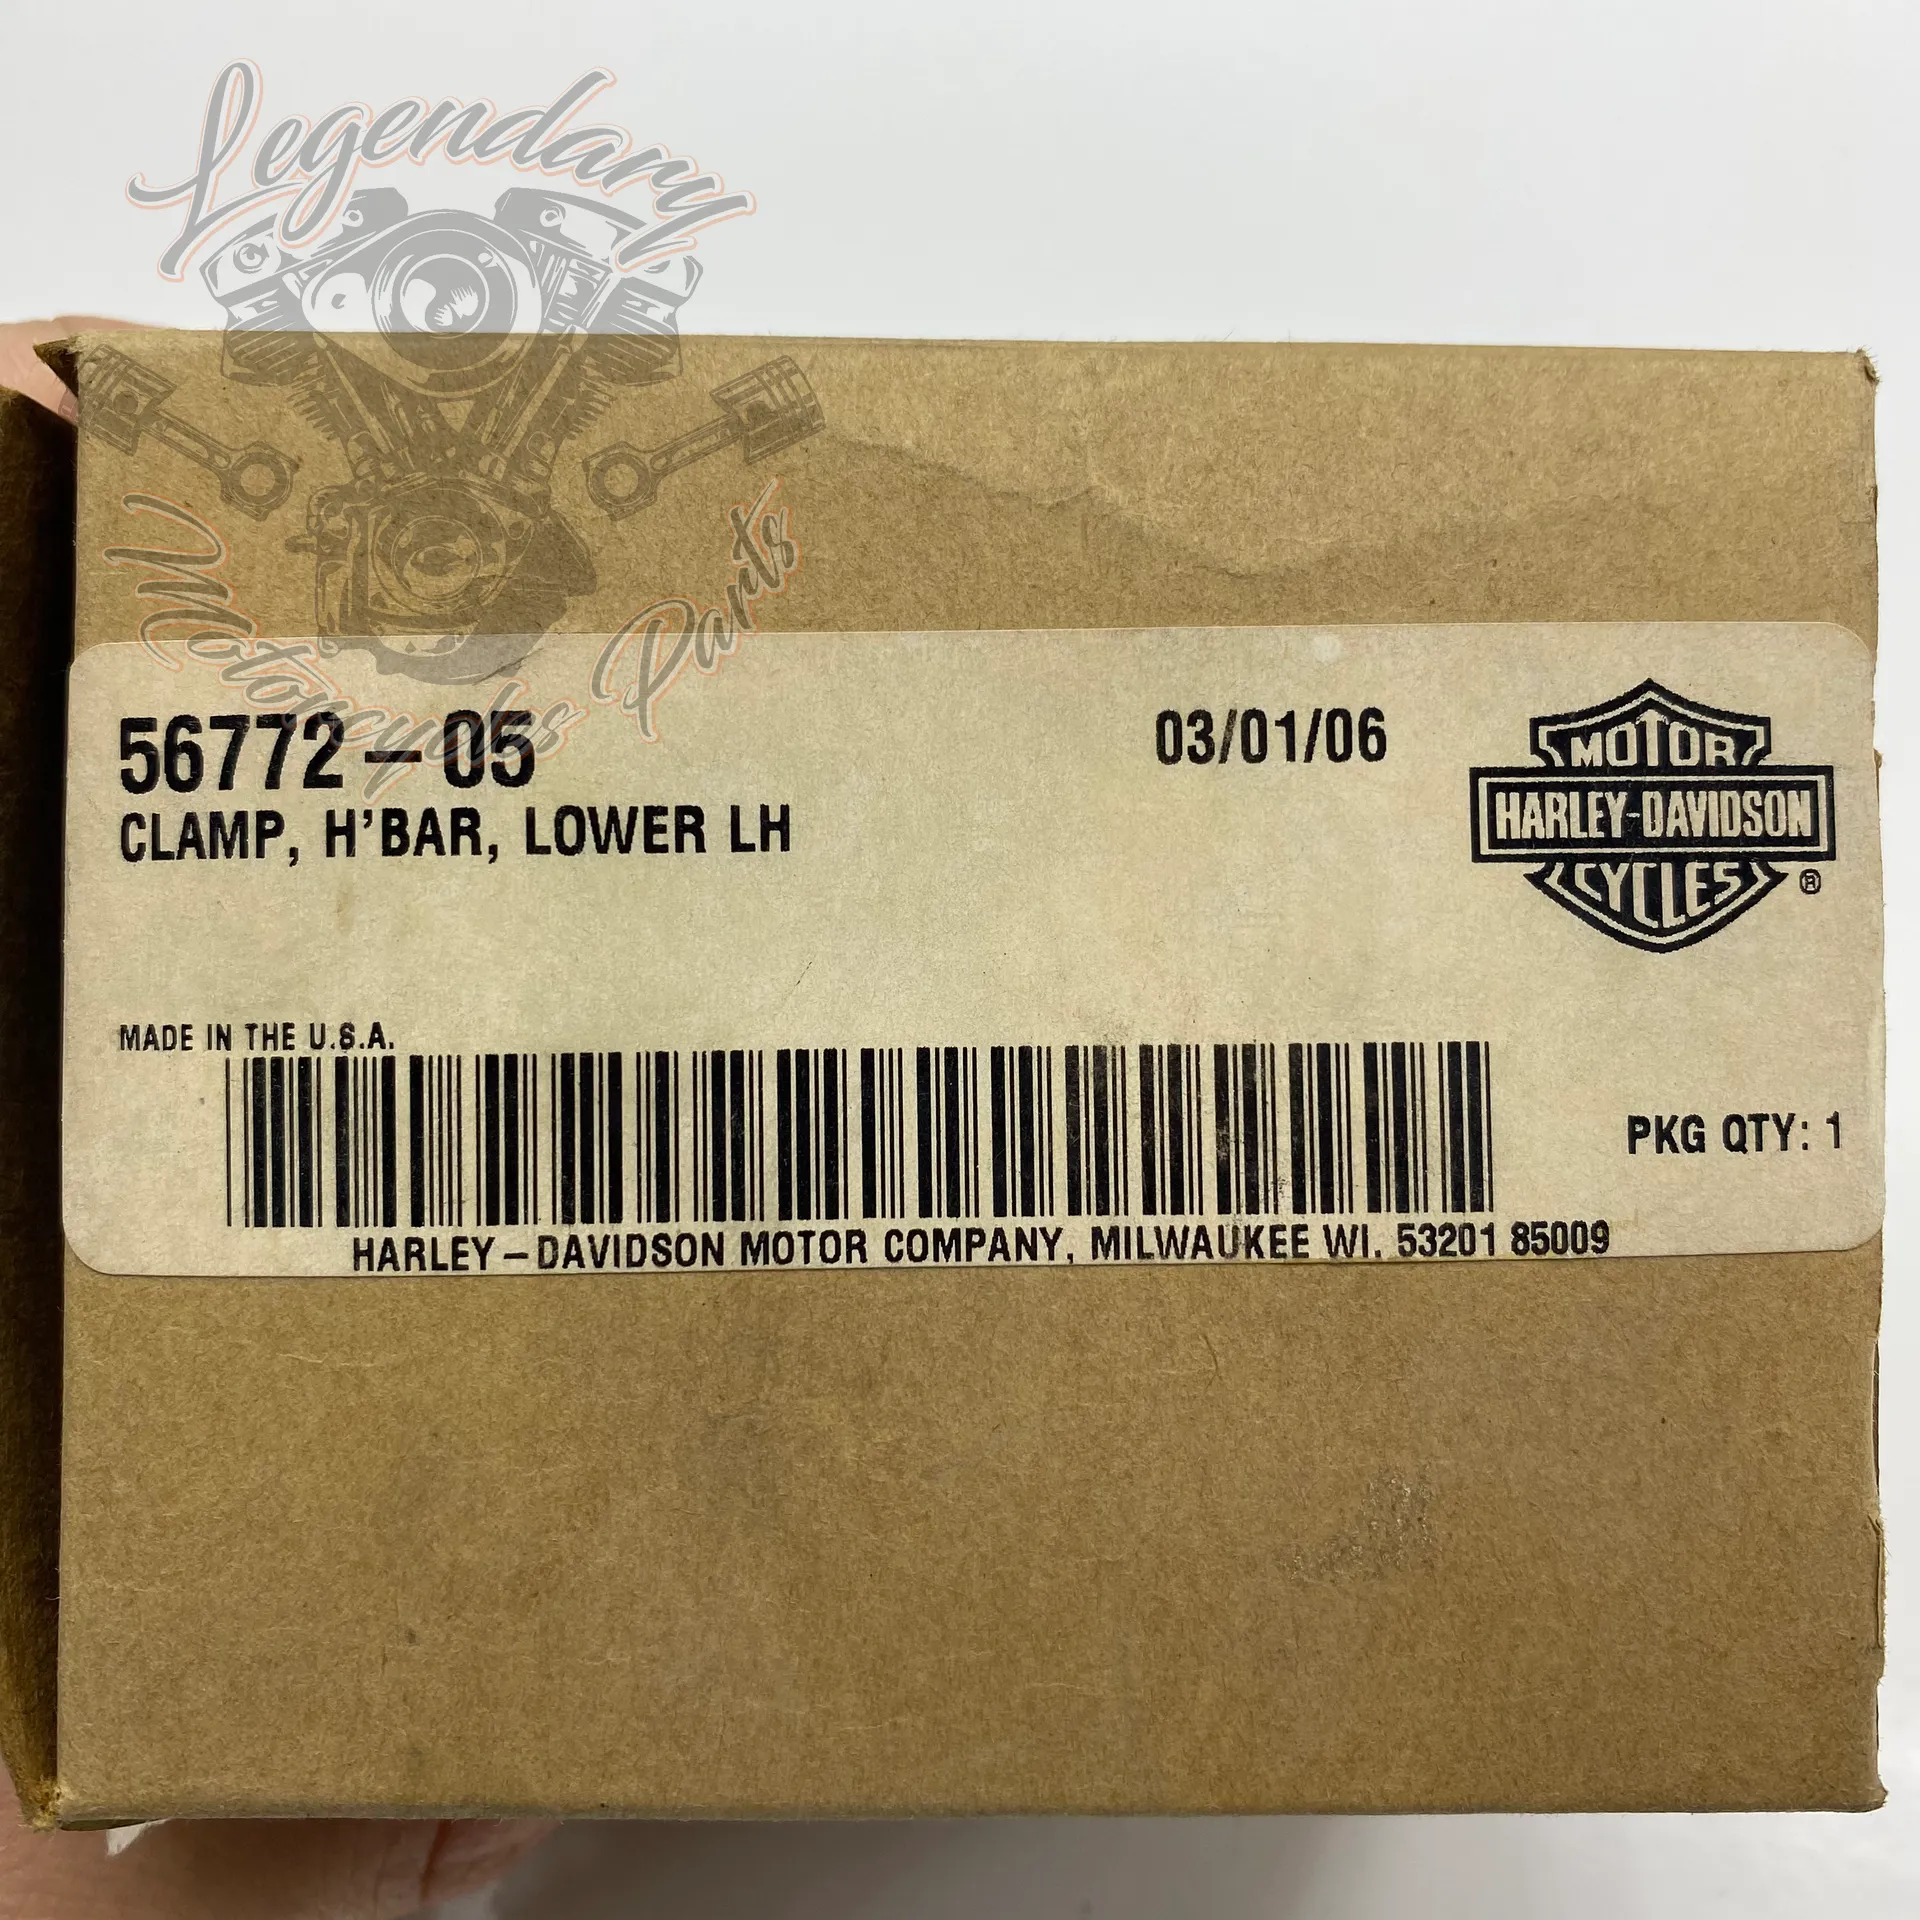 Legendary
Motorcycles Parts
56772-05
03/01/06
CLAMP, H'BAR, LOWER LH
MOTOR
HARLEY-DAVIDSON
CYCLES
®
MADE IN THE U.S.A.
PKG QTY: 1
HARLEY-DAVIDSON MOTOR COMPANY, MILWAUKEE WI. 53201 85009